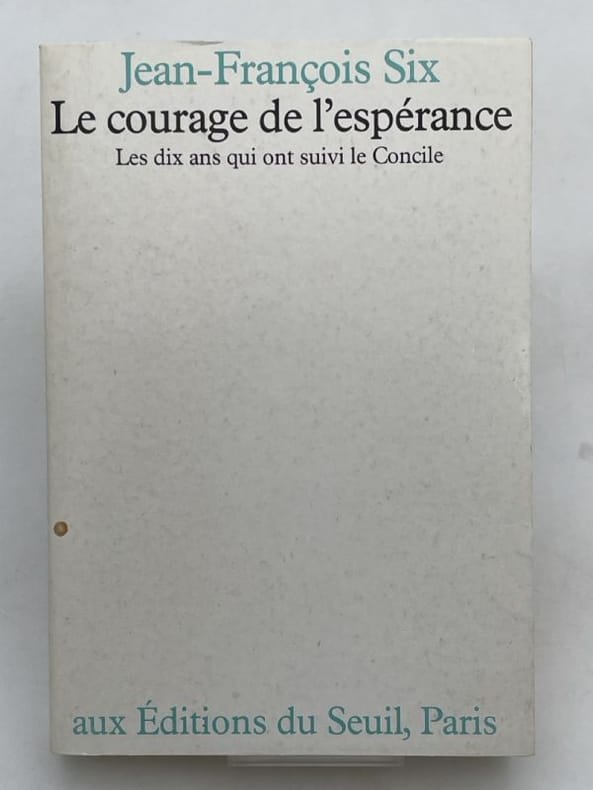 Jean-François Six
Le courage de l'espérance
Les dix ans qui ont suivi le Concile
aux Éditions du Seuil, Paris